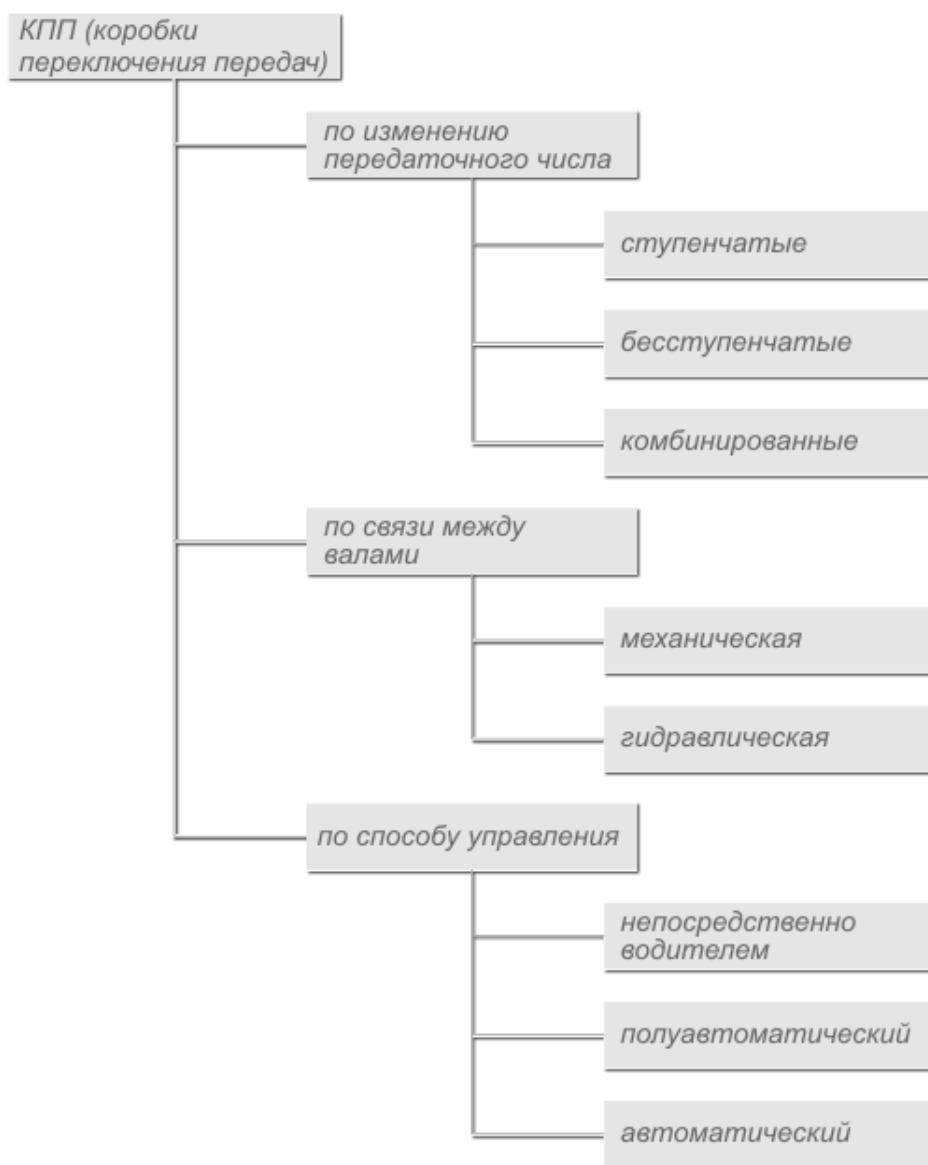 КПП (коробки
переключения передач)
по изменению
передаточного числа
ступенчатые
бесступенчатые
комбинированные
по связи между
валами
механическая
гидравлическая
по способу управления
непосредственно
водителем
полуавтоматический
автоматический